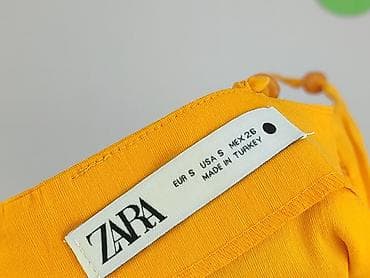 ZARA
EUR S USA S MEX 26
MADE IN TURKEY